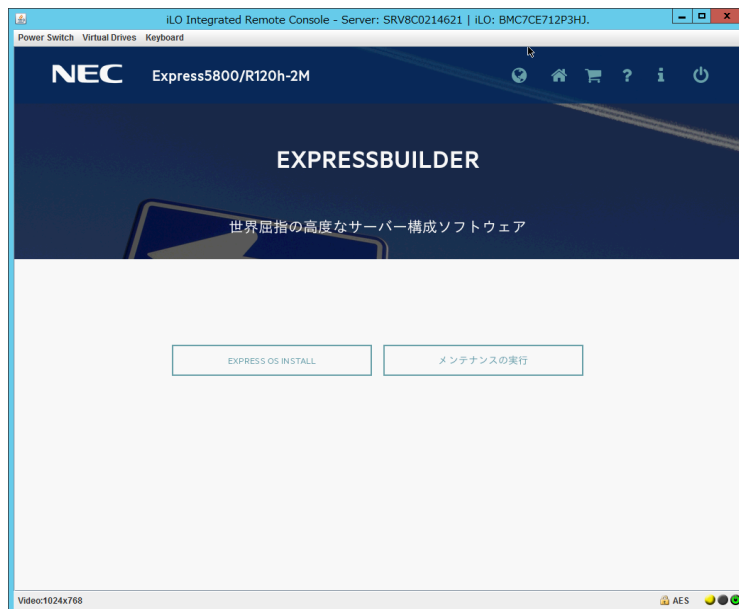 iLO Integrated Remote Console - Server: SRV8C0214621 | iLO: BMC7CE712P3HJ.
Power Switch Virtual Drives Keyboard
NEC Express5800/R120h-2M
EXPRESSBUILDER
世界屈指の高度なサーバー構成ソフトウェア
EXPRESS OS INSTALL
メンテナンスの実行
Video:1024x768
AES